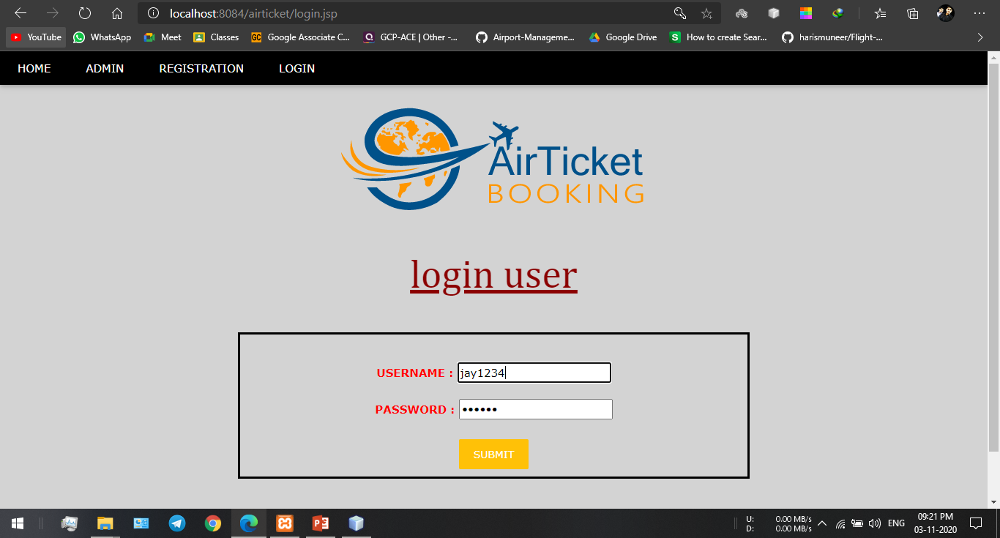 localhost:8084/airticket/login.jsp
YouTube WhatsApp Meet Classes Google Associate C... GCP-ACE | Other -... Airport-Manageme... Google Drive How to create Sear... harismuneer/Flight-...
HOME ADMIN REGISTRATION LOGIN
AirTicket
BOOKING
login user
USERNAME : jay1234
PASSWORD : ••••••
SUBMIT
U: 0.00 MB/s
D: 0.00 MB/s
ENG
09:21 PM
03-11-2020